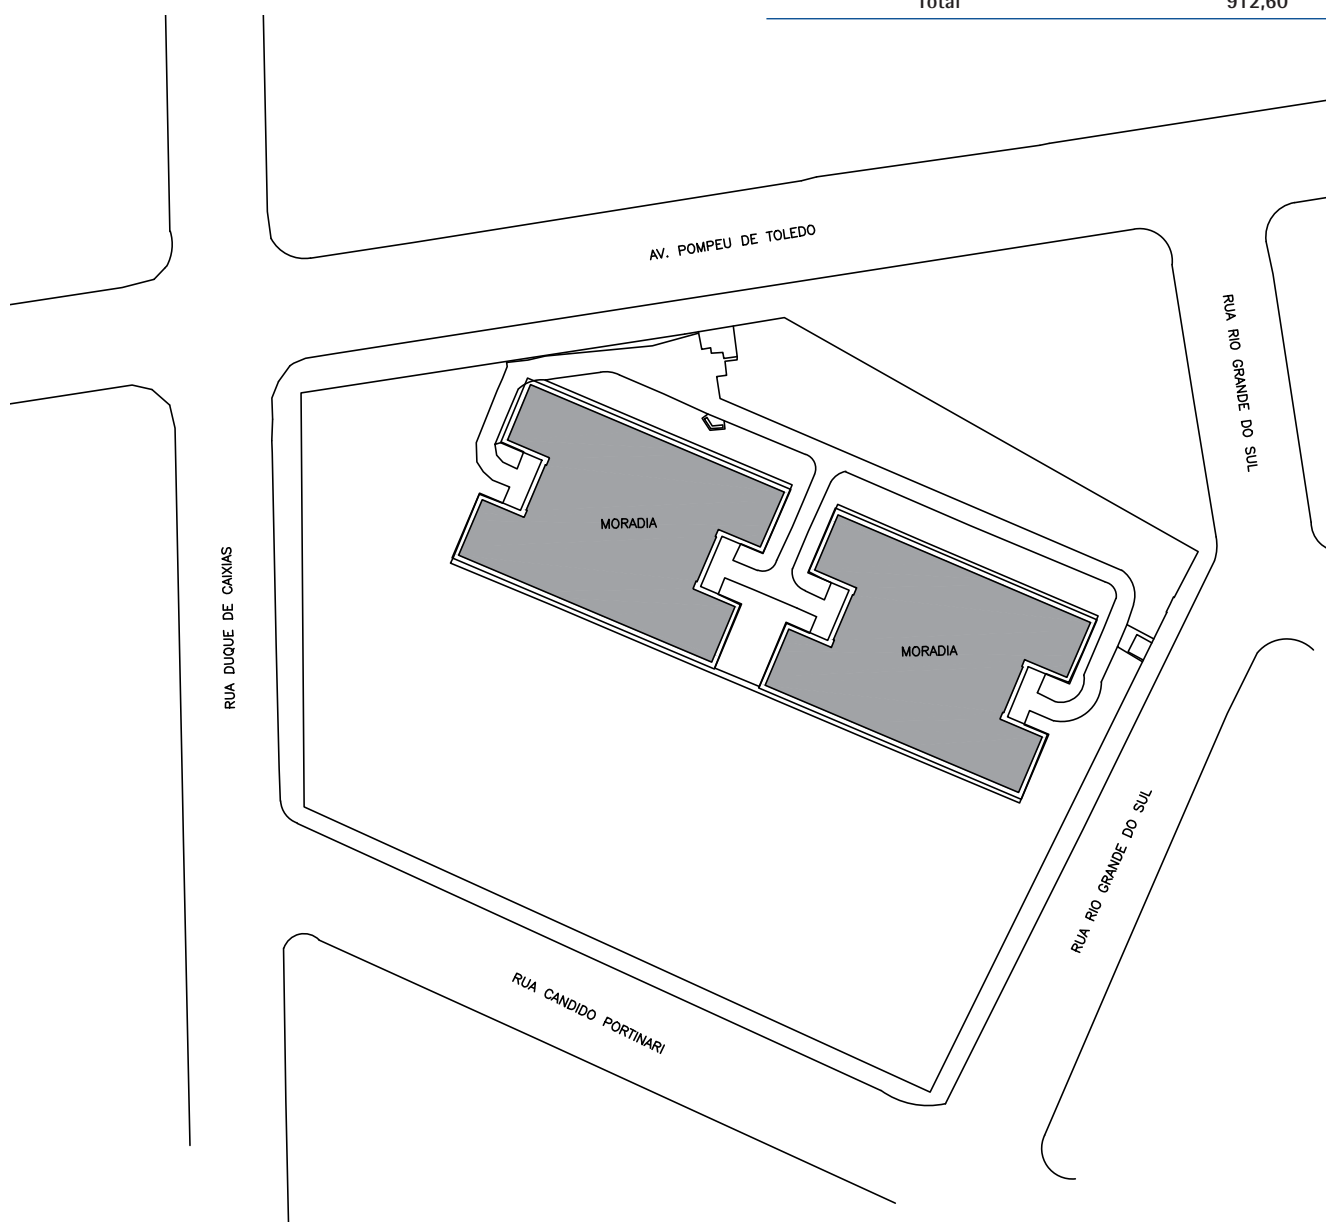 Total 912,60
AV. POMPEU DE TOLEDO
RUA RIO GRANDE DO SUL
MORADIA
RUA DUQUE DE CAIXIAS
MORADIA
RUA RIO GRANDE DO SUL
RUA CANDIDO PORTINARI